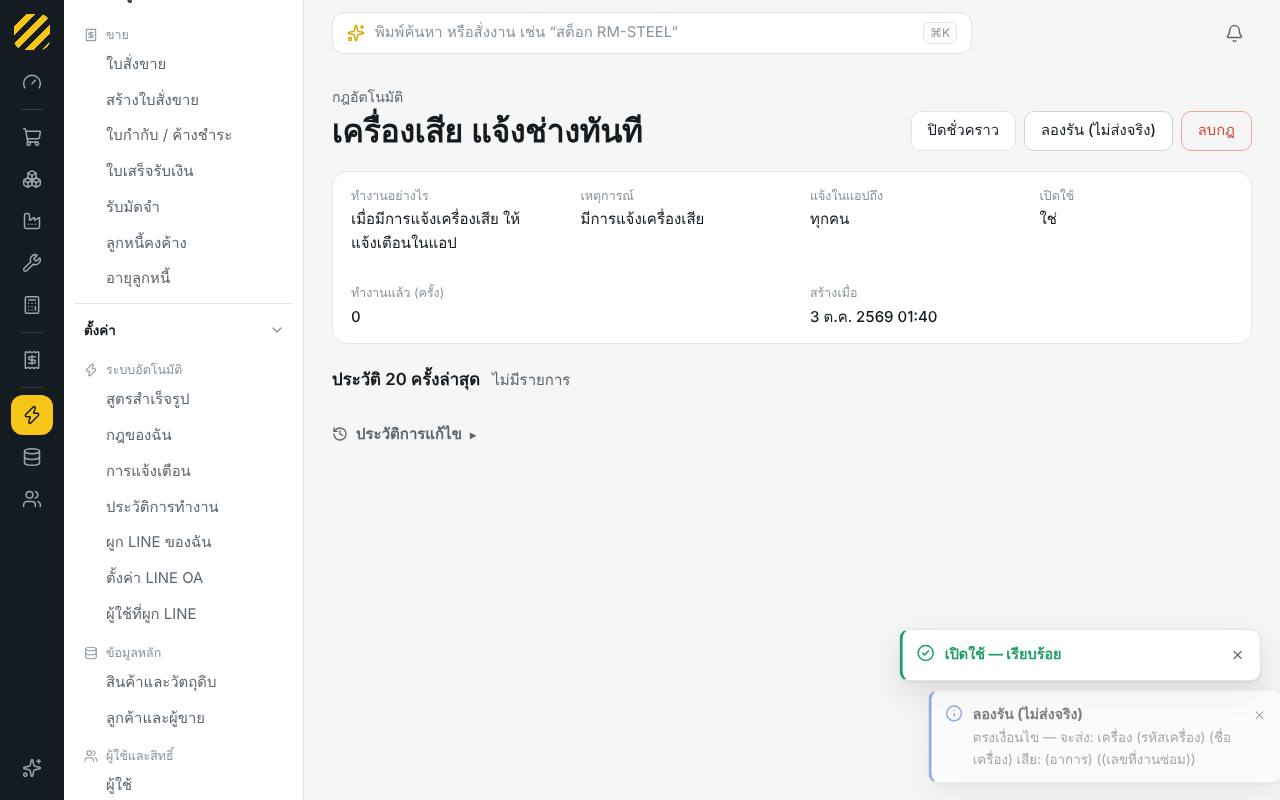 ขาย
ใบสั่งขาย
สร้างใบสั่งขาย
ใบกำกับ / ค้างชำระ
ใบเสร็จรับเงิน
รับมัดจำ
ลูกหนี้คงค้าง
อายุลูกหนี้
ตั้งค่า
ระบบอัตโนมัติ
สูตรสำเร็จรูป
กฎของฉัน
การแจ้งเตือน
ประวัติการทำงาน
ผูก LINE ของฉัน
ตั้งค่า LINE OA
ผู้ใช้ที่ผูก LINE
ข้อมูลหลัก
สินค้าและวัตถุดิบ
ลูกค้าและผู้ขาย
ผู้ใช้และสิทธิ์
ผู้ใช้
พิมพ์ค้นหา หรือสั่งงาน เช่น “สต็อก RM-STEEL” ⌘K
กฎอัตโนมัติ
เครื่องเสีย แจ้งช่างทันที
ปิดชั่วคราว ลองรัน (ไม่ส่งจริง) ลบกฎ
ทำงานอย่างไร เหตุการณ์ แจ้งในแอปถึง เปิดใช้
เมื่อมีการแจ้งเครื่องเสีย ให้ มีการแจ้งเครื่องเสีย ทุกคน ใช่
แจ้งเตือนในแอป
ทำงานแล้ว (ครั้ง) สร้างเมื่อ
0 3 ต.ค. 2569 01:40
ประวัติ 20 ครั้งล่าสุด ไม่มีรายการ
ประวัติการแก้ไข ▸
เปิดใช้ — เรียบร้อย
ลองรัน (ไม่ส่งจริง)
ตรงเงื่อนไข — จะส่ง: เครื่อง (รหัสเครื่อง) (ชื่อ
เครื่อง) เสีย: (อาการ) ((เลขที่งานซ่อม))